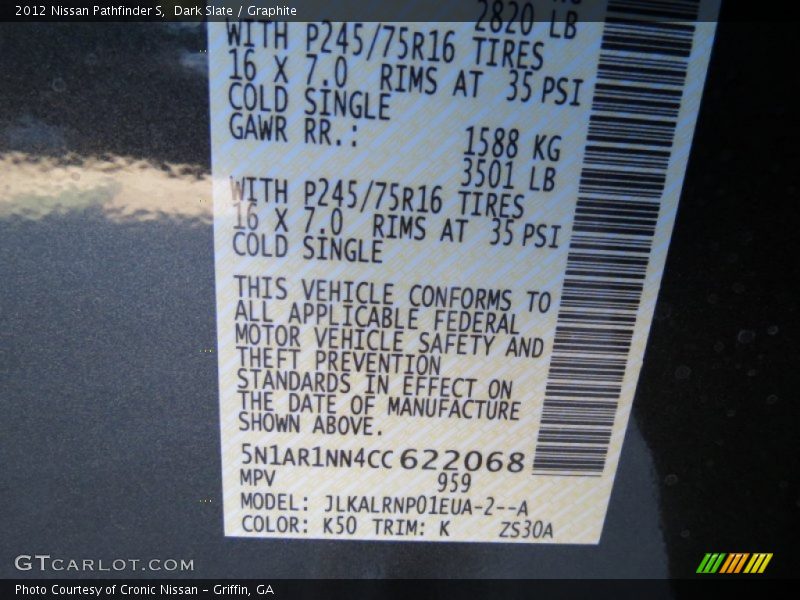 2012 Nissan Pathfinder S, Dark Slate / Graphite
2820 LB
WITH P245/75R16 TIRES
16 X 7.0 RIMS AT 35 PSI
COLD SINGLE
GAWR RR.: 1588 KG
3501 LB
WITH P245/75R16 TIRES
16 X 7.0 RIMS AT 35 PSI
COLD SINGLE
THIS VEHICLE CONFORMS TO
ALL APPLICABLE FEDERAL
MOTOR VEHICLE SAFETY AND
THEFT PREVENTION
STANDARDS IN EFFECT ON
THE DATE OF MANUFACTURE
SHOWN ABOVE.
5N1AR1NN4CC622068
MPV 959
MODEL: JLKALRNP01EUA-2--A
COLOR: K50 TRIM: K ZS30A
GTCARLOT.COM
Photo Courtesy of Cronic Nissan - Griffin, GA